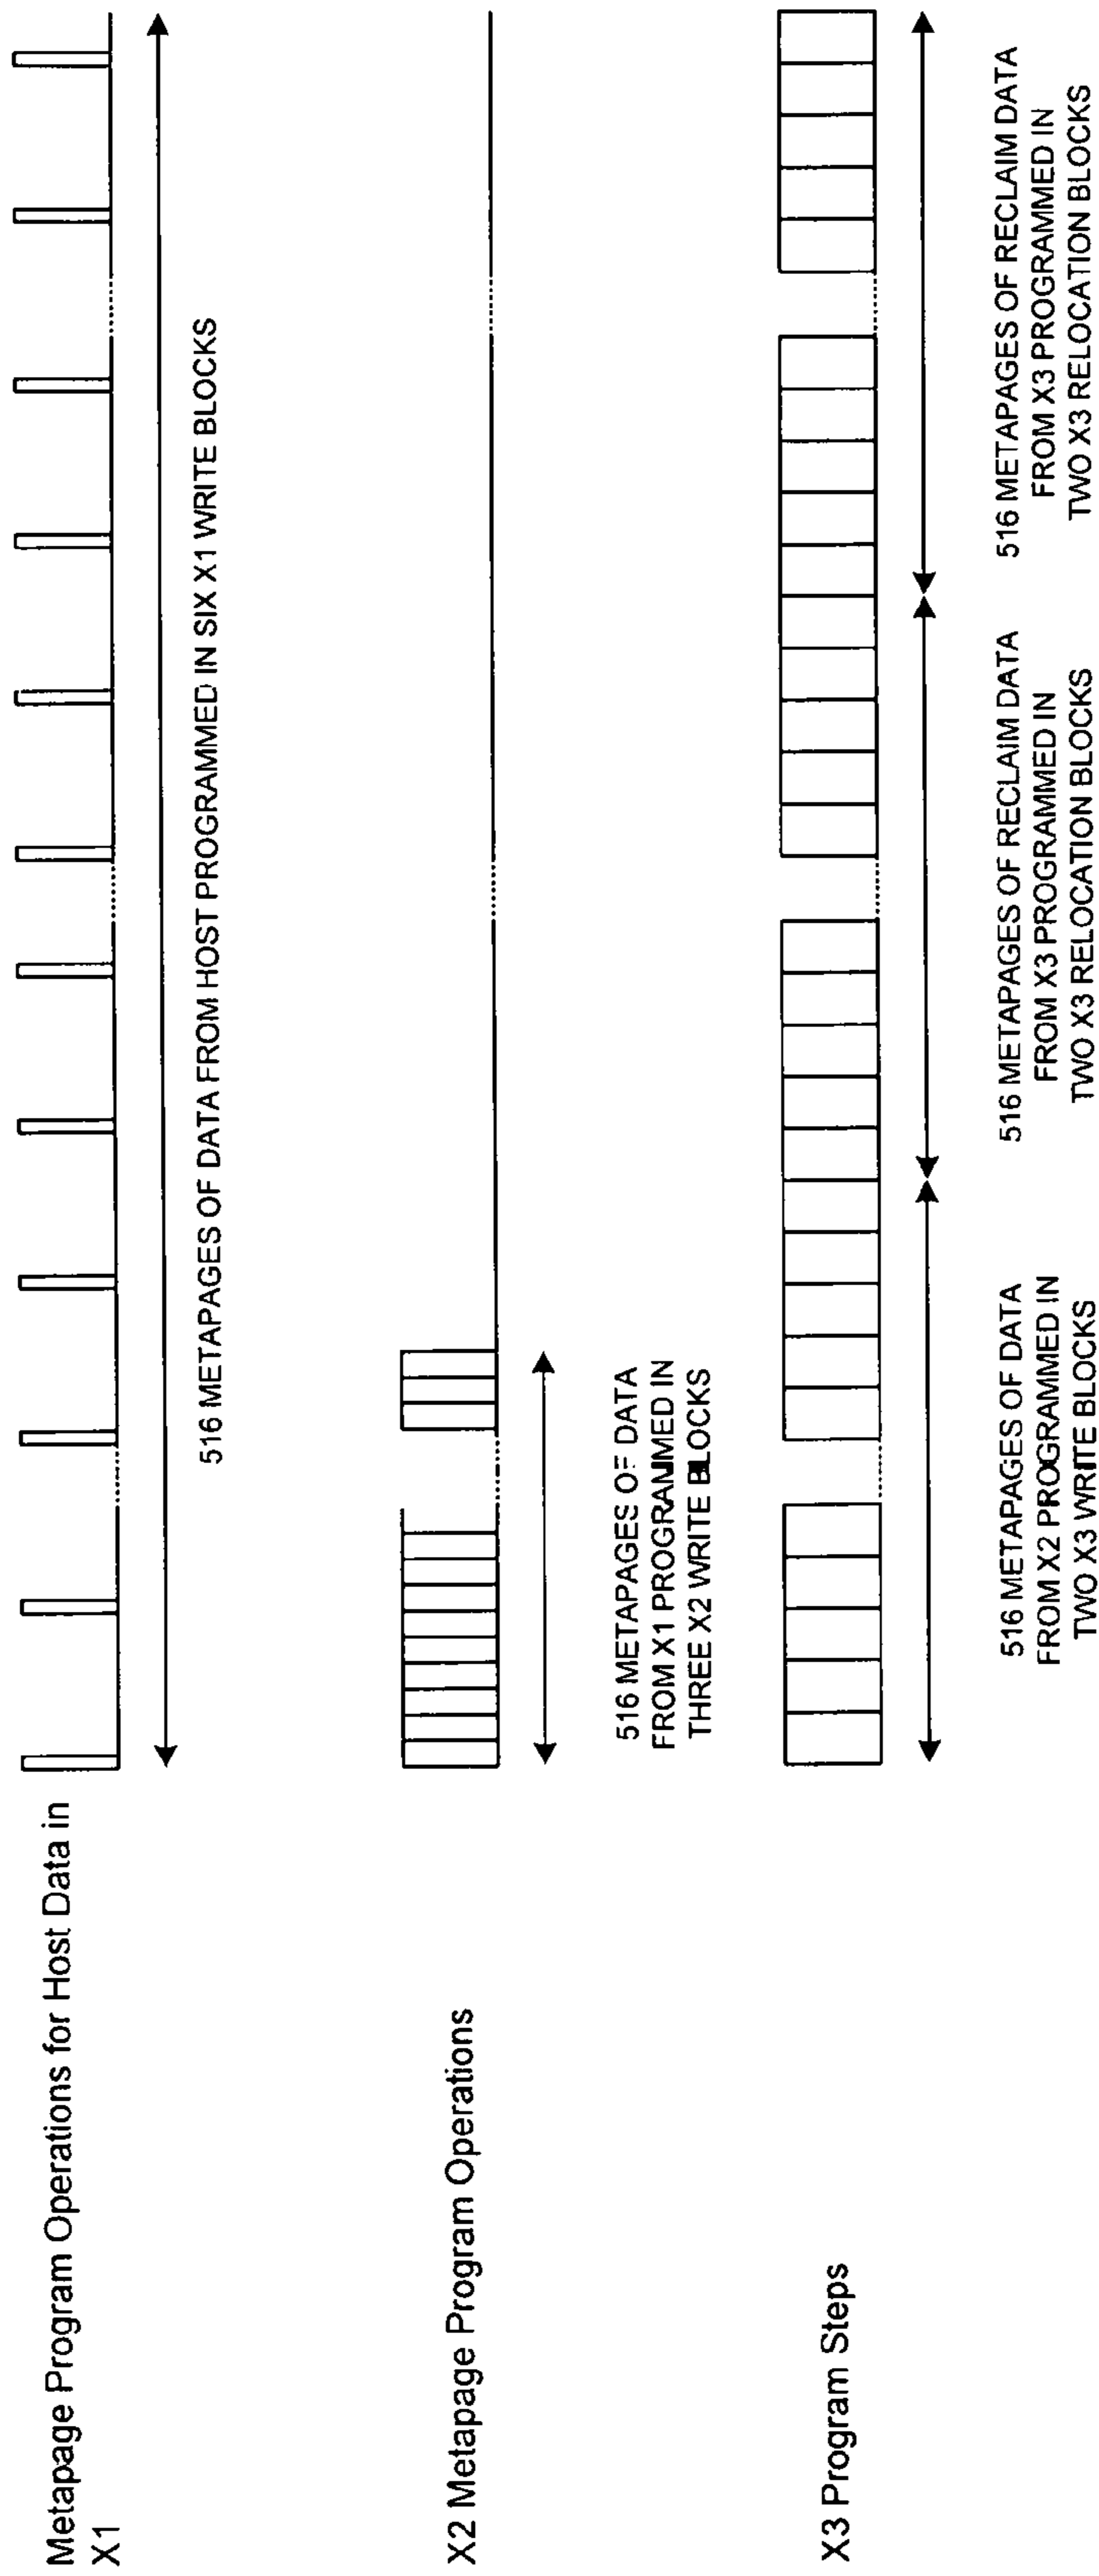 Metapage Program Operations for Host Data in
X1
516 METAPAGES OF DATA FROM HOST PROGRAMMED IN SIX X1 WRITE BLOCKS
X2 Metapage Program Operations
516 METAPAGES OF DATA
FROM X1 PROGRAMMED IN
THREE X2 WRITE BLOCKS
X3 Program Steps
516 METAPAGES OF DATA
FROM X2 PROGRAMMED IN
TWO X3 WRITE BLOCKS
516 METAPAGES OF RECLAIM DATA
FROM X3 PROGRAMMED IN
TWO X3 RELOCATION BLOCKS
516 METAPAGES OF RECLAIM DATA
FROM X3 PROGRAMMED IN
TWO X3 RELOCATION BLOCKS